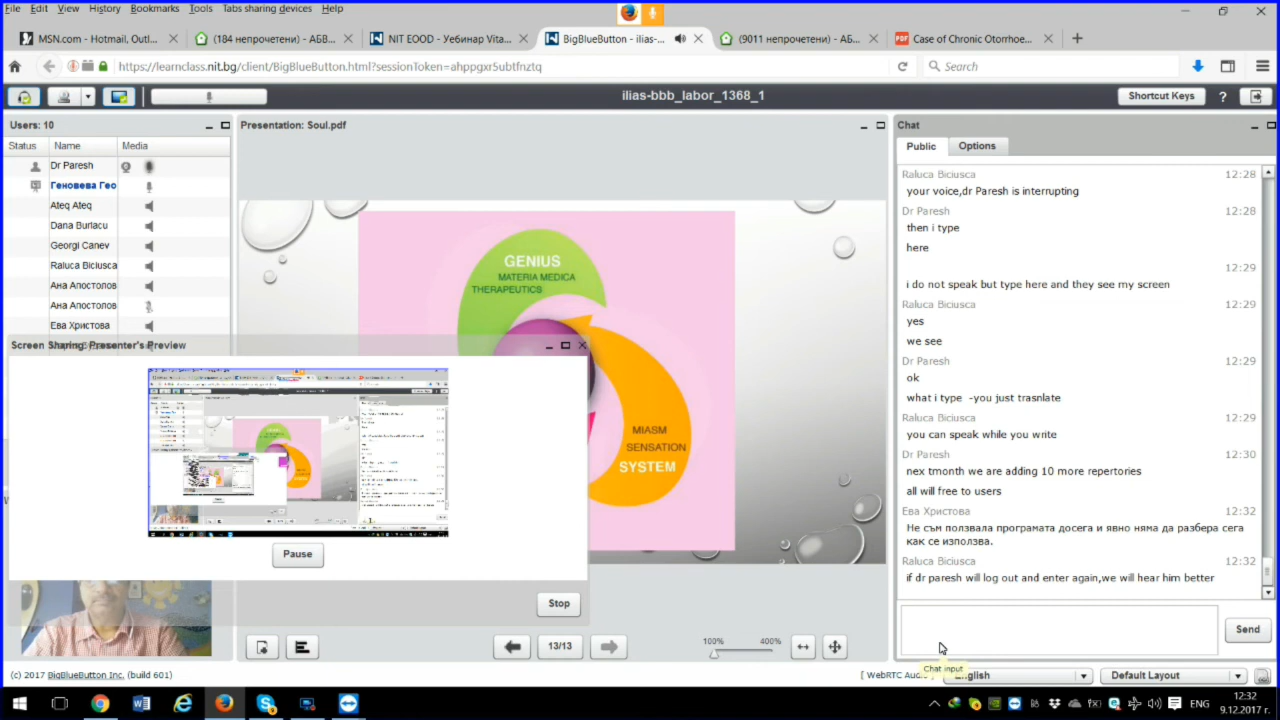 File Edit View History Bookmarks Tools Tabs sharing devices Help
MSN.com - Hotmail, Outl...
(184 непрочетени) - АБВ...
NIT EOOD - Уебинар Vita...
BigBlueButton - ilias-...
(9011 непрочетени) - АБ...
Case of Chronic Otorrhoe...
https://learnclass.nit.bg/client/BigBlueButton.html?sessionToken=ahppgxr5ubtfnztq
Search
ilias-bbb_labor_1368_1
Shortcut Keys
?
Users: 10
Status Name Media
Dr Paresh
Геновева Гео
Ateq Ateq
Dana Burlacu
Georgi Canev
Raluca Biciusca
Ана Апостолов
Ана Апостолов
Ева Христова
Screen Sharing: Presenter's Preview
Pause
Stop
Presentation: Soul.pdf
GENIUS
MATERIA MEDICA
THERAPEUTICS
MIASM
SENSATION
SYSTEM
13/13
100% 400%
Chat
Public Options
Raluca Biciusca 12:28
your voice,dr Paresh is interrupting
Dr Paresh 12:28
then i type
here
12:29
i do not speak but type here and they see my screen
Raluca Biciusca 12:29
yes
we see
Dr Paresh 12:29
ok
what i type -you just trasnlate
Raluca Biciusca 12:29
you can speak while you write
Dr Paresh 12:30
nex tmonth we are adding 10 more repertories
all will free to users
Ева Христова 12:32
Не съм ползвала програмата досега и явно няма да разбера сега
как се използва.
Raluca Biciusca 12:32
if dr paresh will log out and enter again,we will hear him better
Send
Chat input
(c) 2017 BigBlueButton Inc. (build 601)
[ WebRTC Audio ]
English
Default Layout
ENG
12:32
9.12.2017 г.